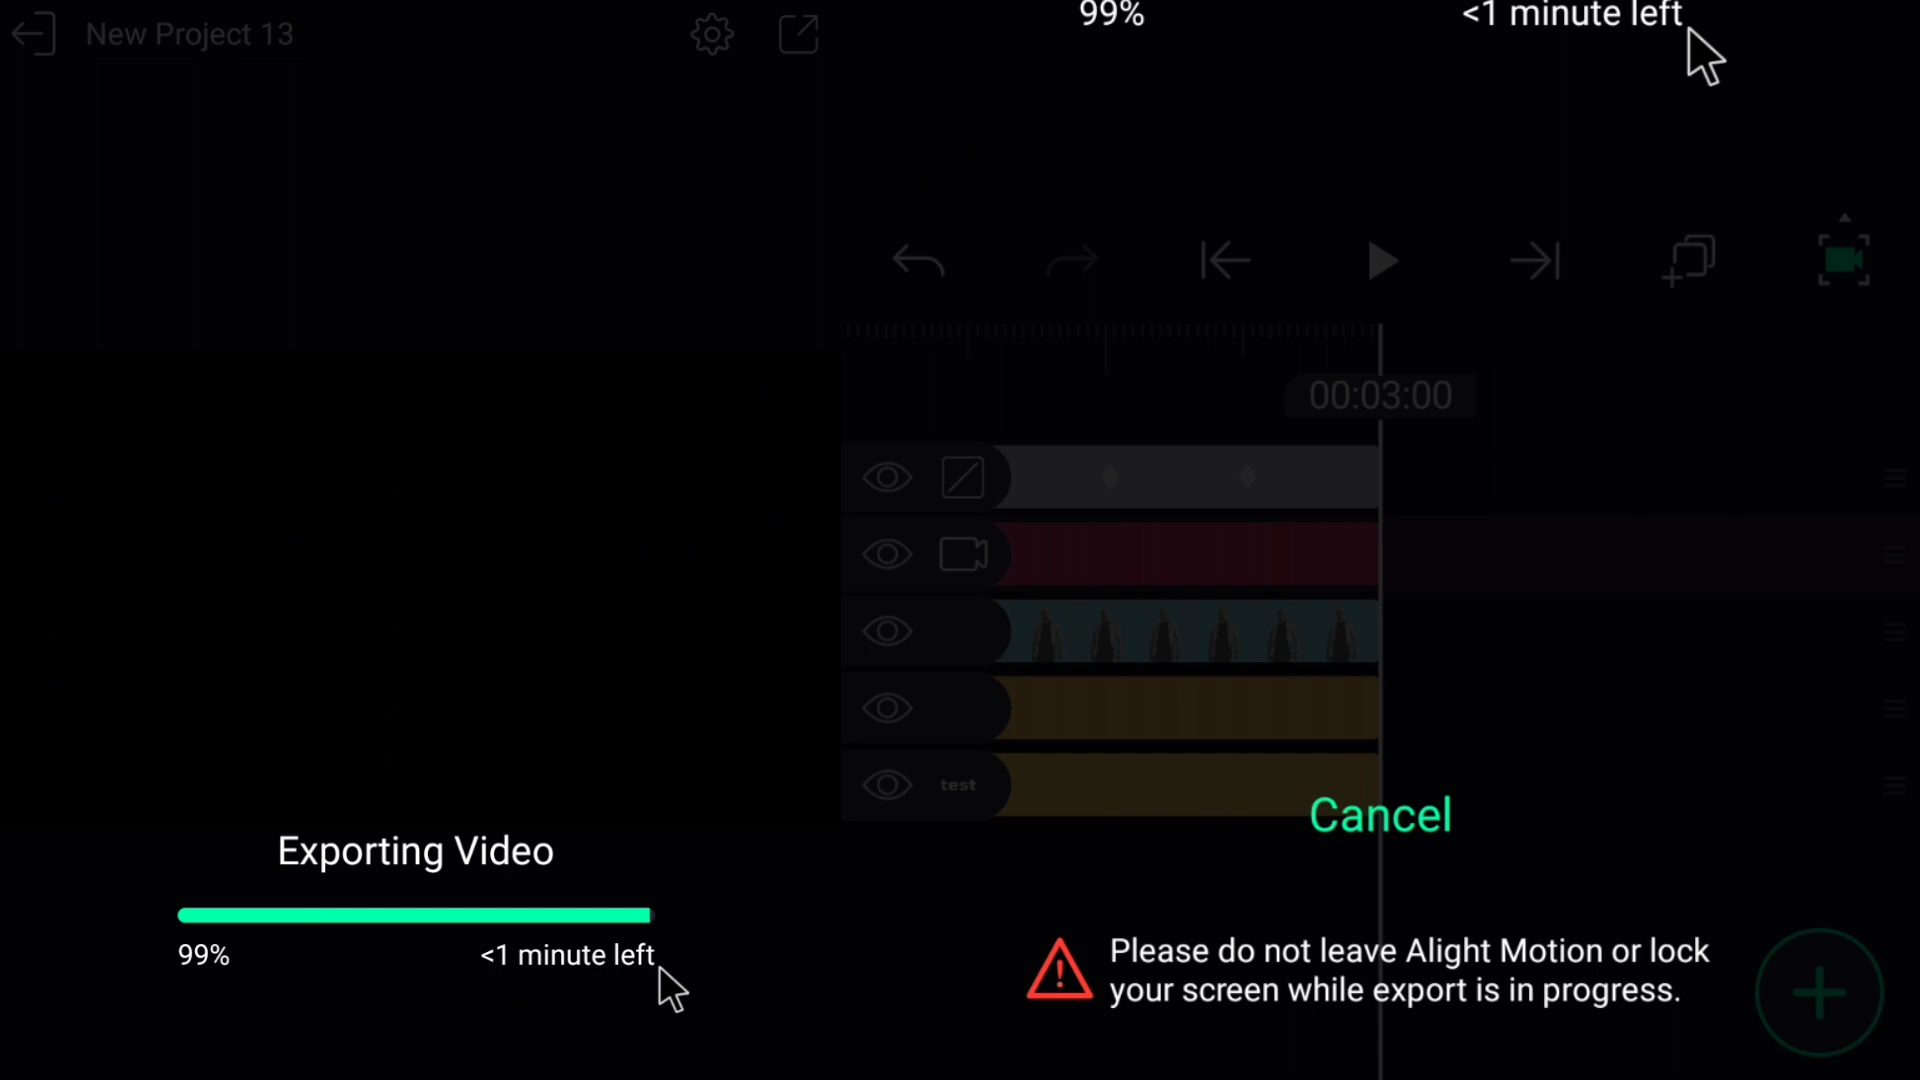 New Project 13
Exporting Video
99% <1 minute left
99% <1 minute left
00:03:00
test
Cancel
Please do not leave Alight Motion or lock
your screen while export is in progress.